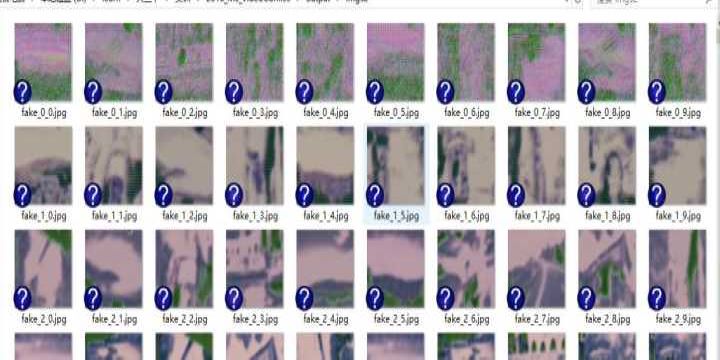 fake_0_0.jpg fake_0_1.jpg fake_0_2.jpg fake_0_3.jpg fake_0_4.jpg fake_0_5.jpg fake_0_6.jpg fake_0_7.jpg fake_0_8.jpg fake_0_9.jpg
fake_1_0.jpg fake_1_1.jpg fake_1_2.jpg fake_1_3.jpg fake_1_4.jpg fake_1_5.jpg fake_1_6.jpg fake_1_7.jpg fake_1_8.jpg fake_1_9.jpg
fake_2_0.jpg fake_2_1.jpg fake_2_2.jpg fake_2_3.jpg fake_2_4.jpg fake_2_5.jpg fake_2_6.jpg fake_2_7.jpg fake_2_8.jpg fake_2_9.jpg